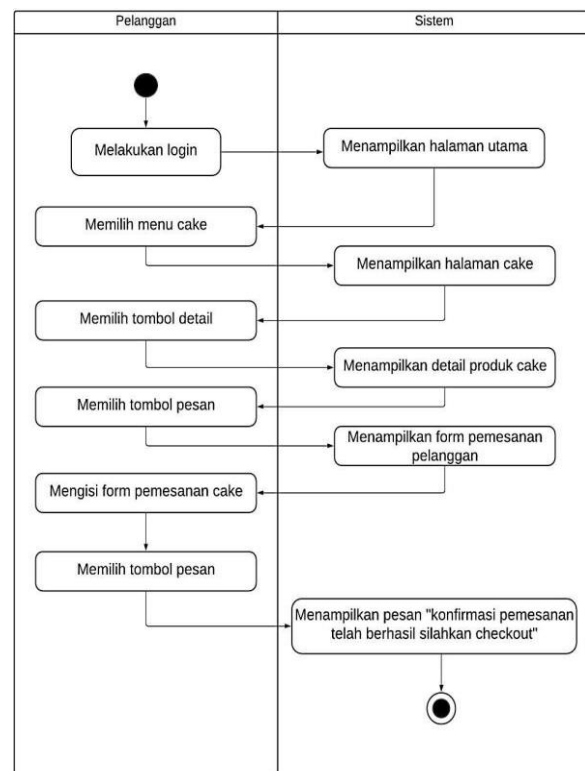 Pelanggan
Sistem
Melakukan login
Menampilkan halaman utama
Memilih menu cake
Menampilkan halaman cake
Memilih tombol detail
Menampilkan detail produk cake
Memilih tombol pesan
Menampilkan form pemesanan
pelanggan
Mengisi form pemesanan cake
Memilih tombol pesan
Menampilkan pesan "konfirmasi pemesanan
telah berhasil silahkan checkout"